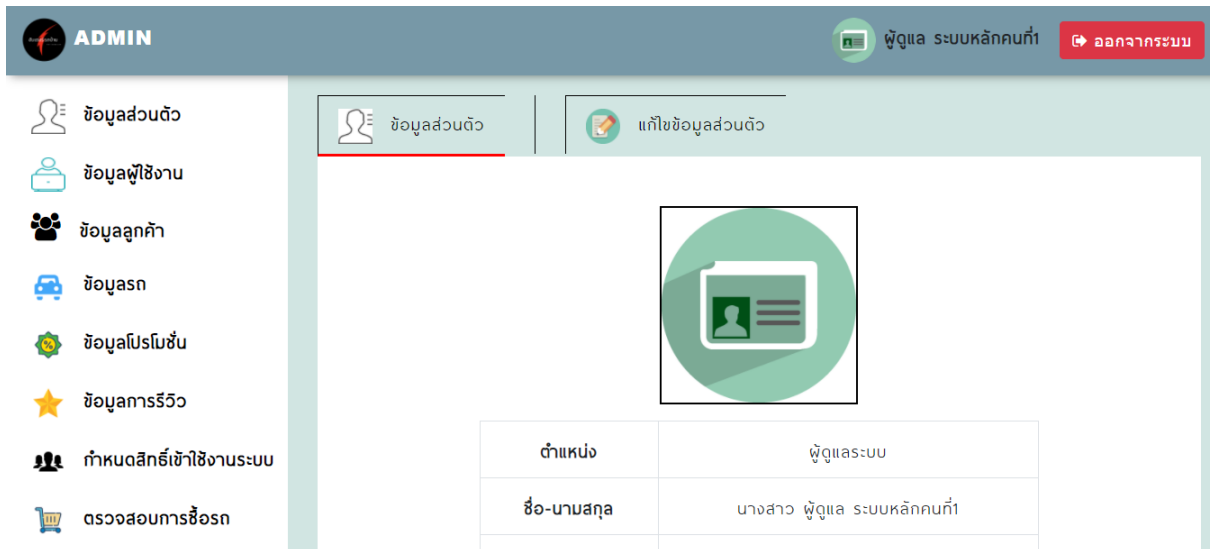 ADMIN
ผู้ดูแล ระบบหลักคนที่1
ออกจากระบบ
ข้อมูลส่วนตัว
ข้อมูลผู้ใช้งาน
ข้อมูลลูกค้า
ข้อมูลรถ
ข้อมูลโปรโมชั่น
ข้อมูลการรีวิว
กำหนดสิทธิ์เข้าใช้งานระบบ
ตรวจสอบการซื้อรถ
ข้อมูลส่วนตัว
แก้ไขข้อมูลส่วนตัว
ตำแหน่ง ผู้ดูแลระบบ
ชื่อ-นามสกุล นางสาว ผู้ดูแล ระบบหลักคนที่1